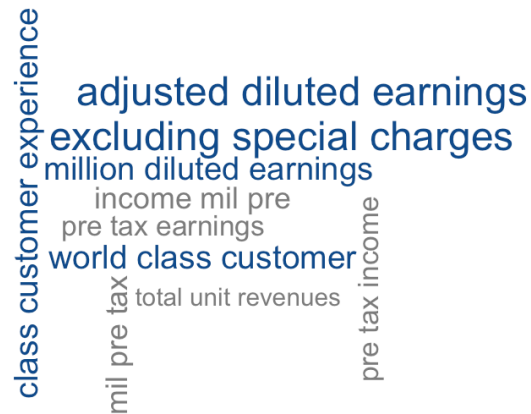 class customer experience
adjusted diluted earnings
excluding special charges
million diluted earnings
income mil pre
pre tax earnings
world class customer
pre tax income
mil pre tax
total unit revenues